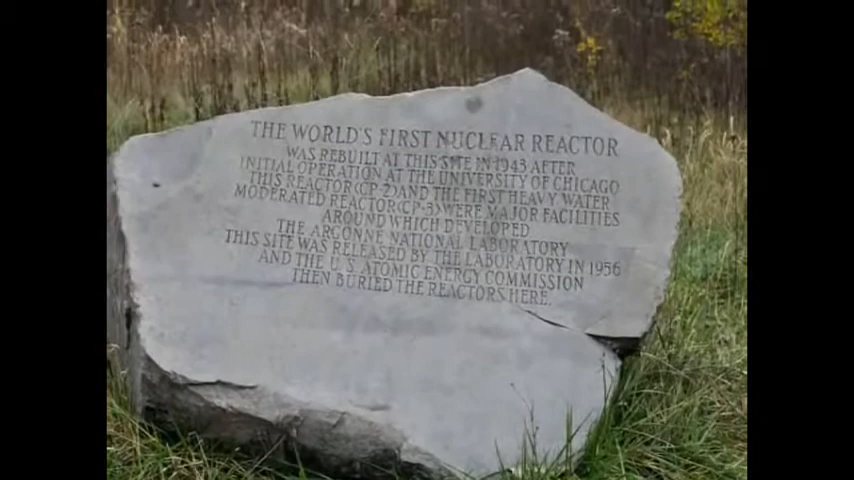 THE WORLD'S FIRST NUCLEAR REACTOR
WAS REBUILT AT THIS SITE IN 1943 AFTER
INITIAL OPERATION AT THE UNIVERSITY OF CHICAGO
THIS REACTOR (CP-2) AND THE FIRST HEAVY WATER
MODERATED REACTOR (CP-3) WERE MAJOR FACILITIES
AROUND WHICH DEVELOPED
THE ARGONNE NATIONAL LABORATORY
THIS SITE WAS RELEASED BY THE LABORATORY IN 1956
AND THE U.S. ATOMIC ENERGY COMMISSION
THEN BURIED THE REACTORS HERE.